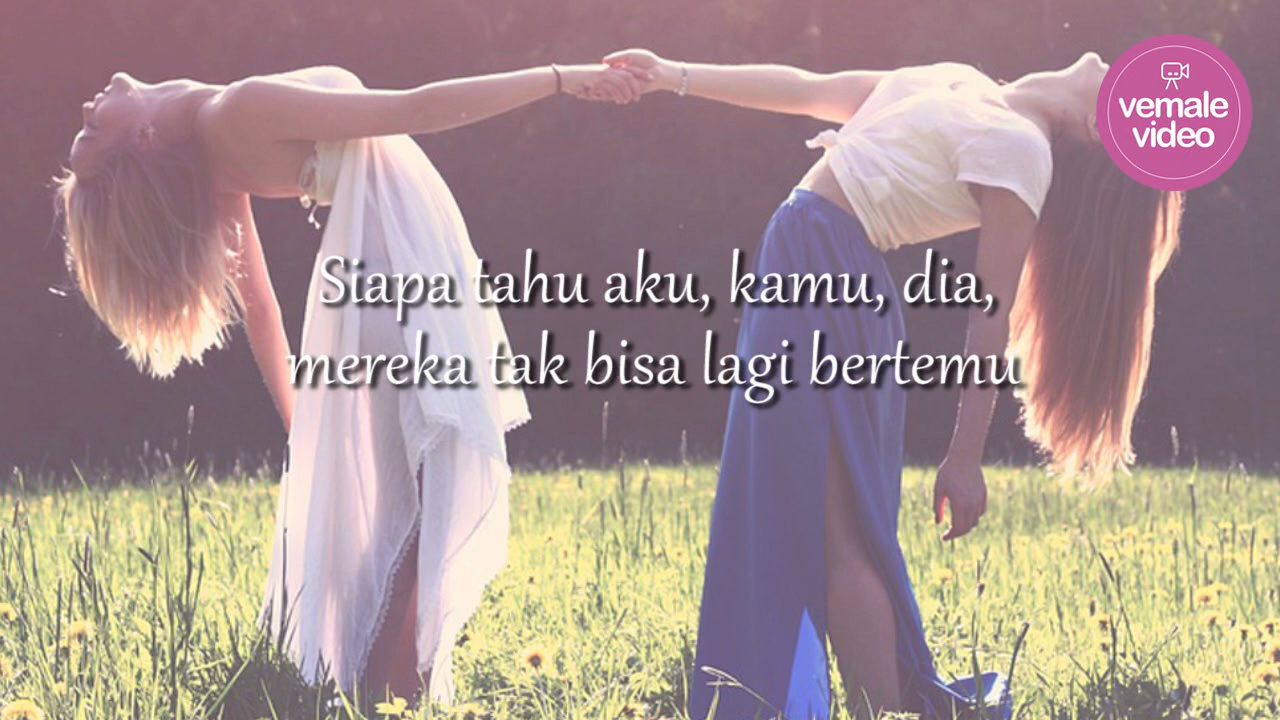 vemale
video
Siapa tahu aku, kamu, dia,
mereka tak bisa lagi bertemu